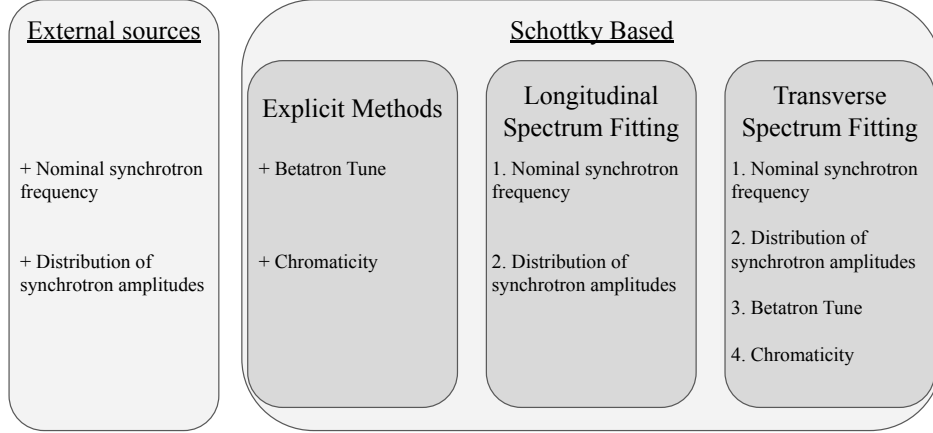 External sources
+ Nominal synchrotron
frequency
+ Distribution of
synchrotron amplitudes
Schottky Based
Explicit Methods
+ Betatron Tune
+ Chromaticity
Longitudinal
Spectrum Fitting
1. Nominal synchrotron
frequency
2. Distribution of
synchrotron amplitudes
Transverse
Spectrum Fitting
1. Nominal synchrotron
frequency
2. Distribution of
synchrotron amplitudes
3. Betatron Tune
4. Chromaticity